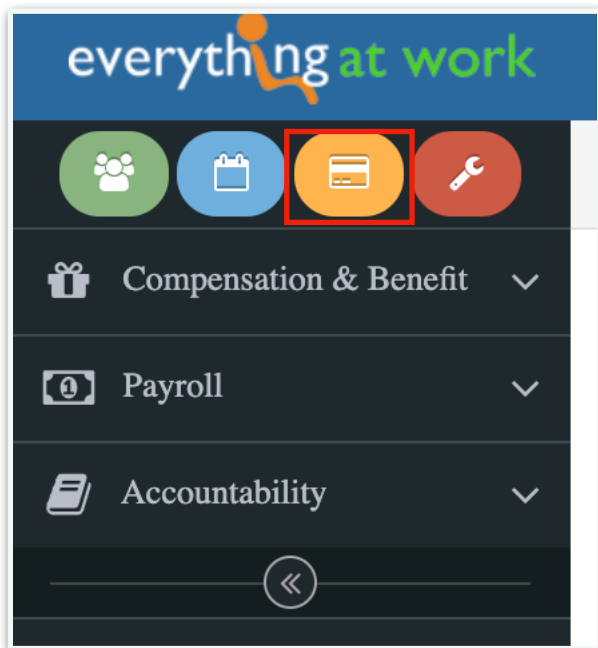 everything at work
Compensation & Benefit
Payroll
Accountability